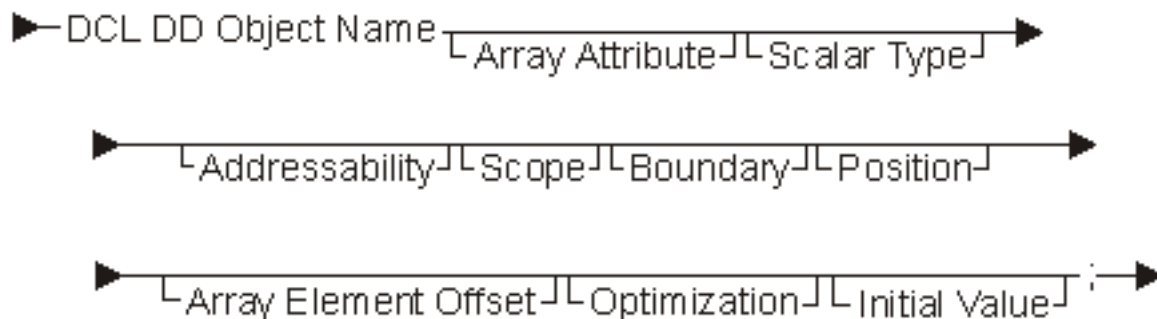 DCL DD Object Name Array Attribute Scalar Type
Addressability Scope Boundary Position
Array Element Offset Optimization Initial Value ;